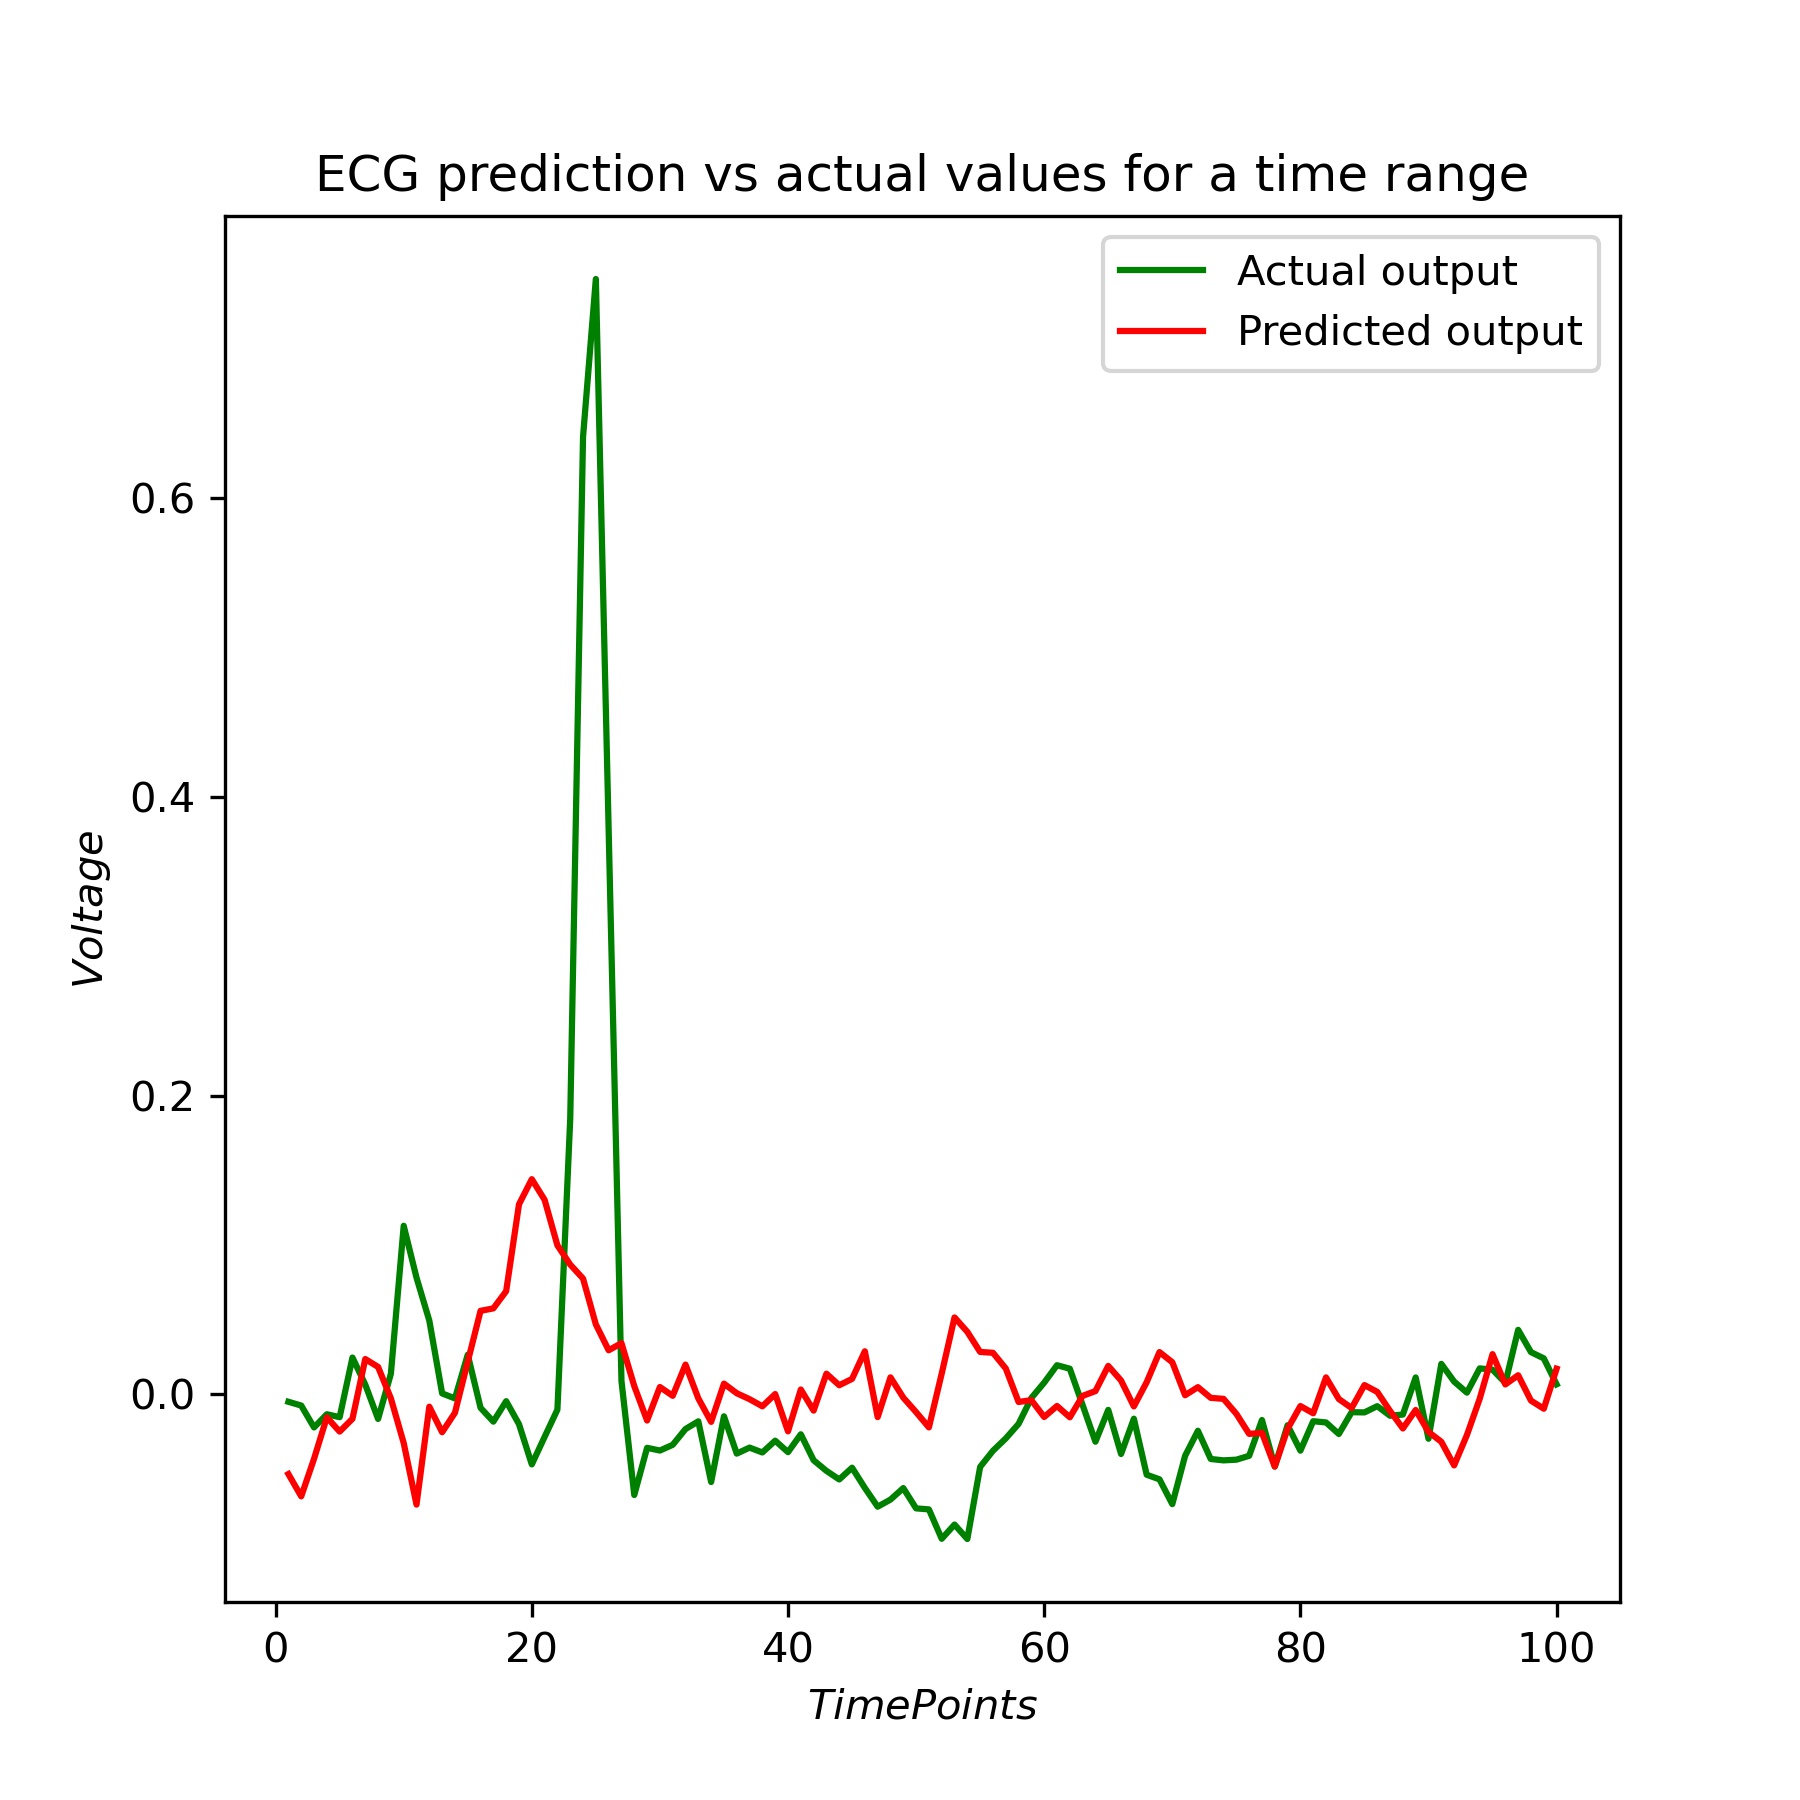 ECG prediction vs actual values for a time range
Actual output
Predicted output
0.6
0.4
0.2
0.0
Voltage
0 20 40 60 80 100
TimePoints